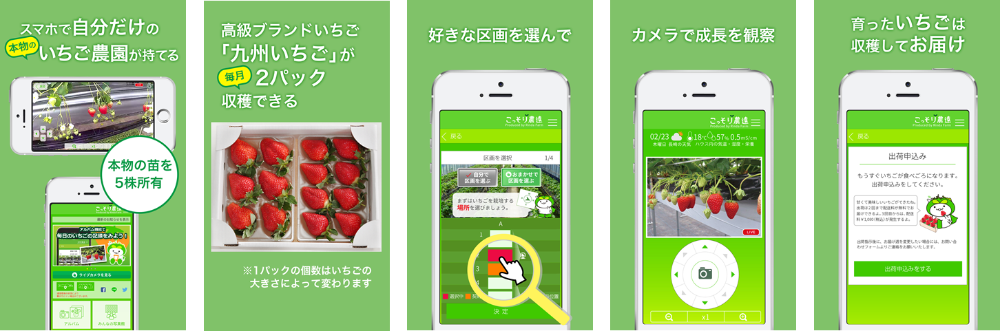 スマホで自分だけの
本物の
いちご農園が持てる
本物の苗を
5株所有
こっそり農遠
最新のお知らせを表示
アルバム機能で
毎日のいちごの記録をみよう！
ライブカメラを見る
アルバム
みんなの写真館
高級ブランドいちご
「九州いちご」が
毎月
2パック
収穫できる
※1パックの個数はいちごの
大きさによって変わります
好きな区画を選んで
こっそり農遠
Produced by Rinda Farm
戻る
区画を選択 1/4
自分で
区画を選ぶ
おまかせで
区画を選ぶ
まずはいちごを栽培する
場所を選びましょう。
A
1
2
3
4
選択中
位置
決定
カメラで成長を観察
こっそり農遠
Produced by Rinda Farm
02/23 18℃ 57% 0.5mS/cm
木曜日 長崎の天気 ハウス内の気温・湿度・栄養
LIVE
x1
育ったいちごは
収穫してお届け
こっそり農遠
Produced by Rinda Farm
戻る
出荷申込み
もうすぐいちごが食べごろになります。
出荷申込みをしてください。
甘くて美味しいいちごができたね。
出荷は2回まで配送料が無料でお
届けできるよ。3回目からは、配送
料￥1,080(税込)が発生するよ。
出荷指示後に、お届け週を変更したい場合には、お問い合
わせフォームよりご連絡をお願いいたします。
出荷申込みをする